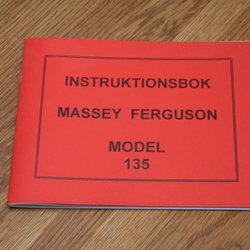 INSTRUKTIONSBOK
MASSEY FERGUSON
MODEL
135